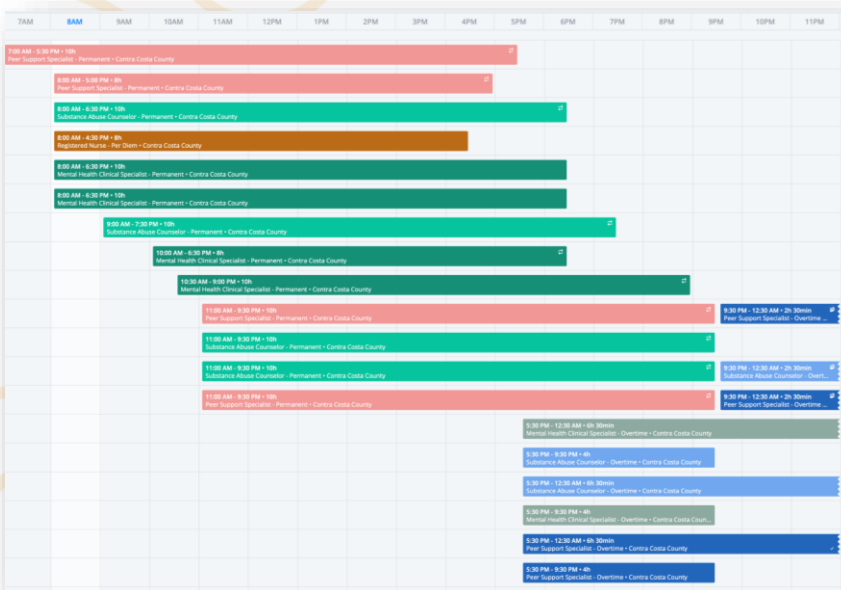 7AM 8AM 9AM 10AM 11AM 12PM 1PM 2PM 3PM 4PM 5PM 6PM 7PM 8PM 9PM 10PM 11PM
7:00 AM - 5:30 PM • 10h
Peer Support Specialist - Permanent • Contra Costa County
8:00 AM - 5:00 PM • 8h
Peer Support Specialist - Permanent • Contra Costa County
8:00 AM - 6:30 PM • 10h
Substance Abuse Counselor - Permanent • Contra Costa County
8:00 AM - 4:30 PM • 8h
Registered Nurse - Per Diem • Contra Costa County
8:00 AM - 6:30 PM • 10h
Mental Health Clinical Specialist - Permanent • Contra Costa County
8:00 AM - 6:30 PM • 10h
Mental Health Clinical Specialist - Permanent • Contra Costa County
9:00 AM - 7:30 PM • 10h
Substance Abuse Counselor - Permanent • Contra Costa County
10:00 AM - 6:30 PM • 8h
Mental Health Clinical Specialist - Permanent • Contra Costa County
10:30 AM - 9:00 PM • 10h
Mental Health Clinical Specialist - Permanent • Contra Costa County
11:00 AM - 9:30 PM • 10h
Peer Support Specialist - Permanent • Contra Costa County
9:30 PM - 12:30 AM • 2h 30min
Peer Support Specialist - Overtime ...
11:00 AM - 9:30 PM • 10h
Substance Abuse Counselor - Permanent • Contra Costa County
11:00 AM - 9:30 PM • 10h
Substance Abuse Counselor - Permanent • Contra Costa County
9:30 PM - 12:30 AM • 2h 30min
Substance Abuse Counselor - Overt...
11:00 AM - 9:30 PM • 10h
Peer Support Specialist - Permanent • Contra Costa County
9:30 PM - 12:30 AM • 2h 30min
Peer Support Specialist - Overtime ...
5:30 PM - 12:30 AM • 6h 30min
Mental Health Clinical Specialist - Overtime • Contra Costa County
5:30 PM - 9:30 PM • 4h
Substance Abuse Counselor - Overtime • Contra Costa County
5:30 PM - 12:30 AM • 6h 30min
Substance Abuse Counselor - Overtime • Contra Costa County
5:30 PM - 9:30 PM • 4h
Mental Health Clinical Specialist - Overtime • Contra Costa Coun...
5:30 PM - 12:30 AM • 6h 30min
Peer Support Specialist - Overtime • Contra Costa County
5:30 PM - 9:30 PM • 4h
Peer Support Specialist - Overtime • Contra Costa County